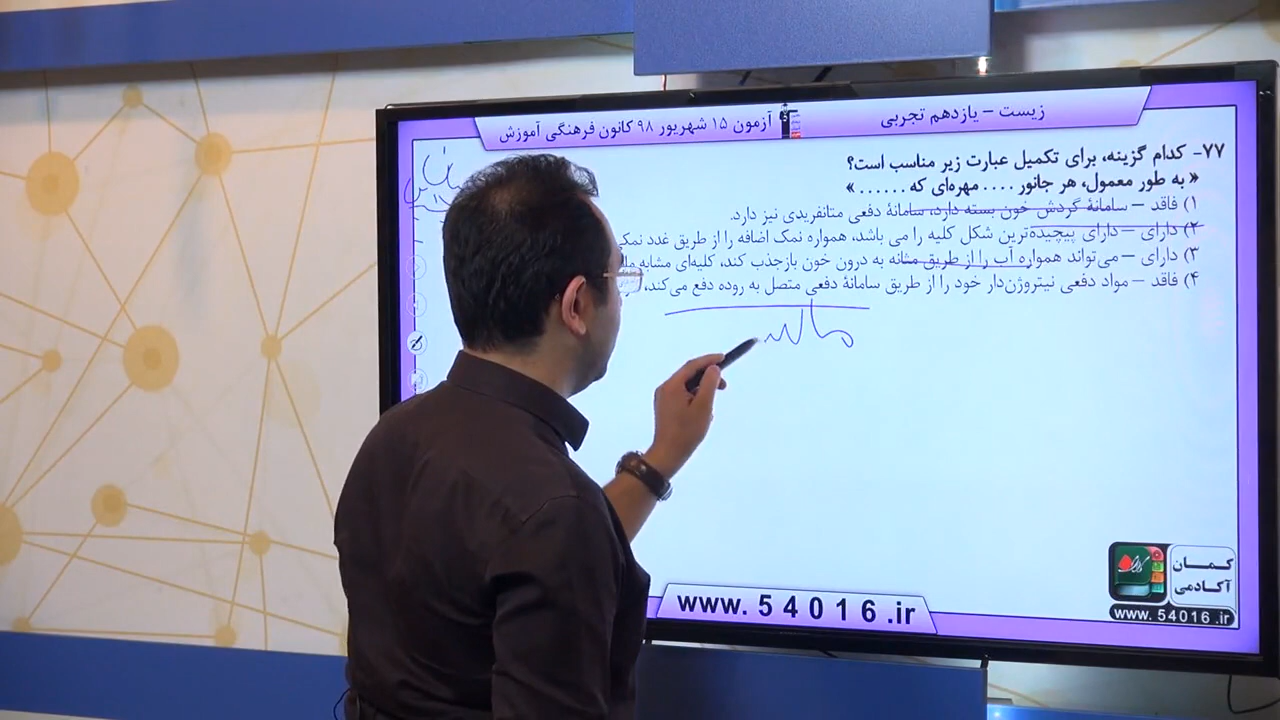 زیست – یازدهم تجربی
آزمون ۱۵ شهریور ۹۸ کانون فرهنگی آموزش
۷۷- کدام گزینه، برای تکمیل عبارت زیر مناسب است؟
« به طور معمول، هر جانور .... مهره‌ای که ...... »
۱) فاقد – سامانهٔ گردش خون بسته دارد، سامانهٔ دفعی متانفریدی نیز دارد.
۲) دارای – دارای پیچیده‌ترین شکل کلیه را می باشد، همواره نمک اضافه را از طریق غدد نمک
۳) دارای – می‌تواند همواره آب را از طریق مثانه به درون خون بازجذب کند، کلیه‌ای مشابه
۴) فاقد – مواد دفعی نیتروژن‌دار خود را از طریق سامانهٔ دفعی متصل به روده دفع می‌کند،
کمان
آکادمی
www. 54016 .ir
www. 5 4 0 1 6 .ir